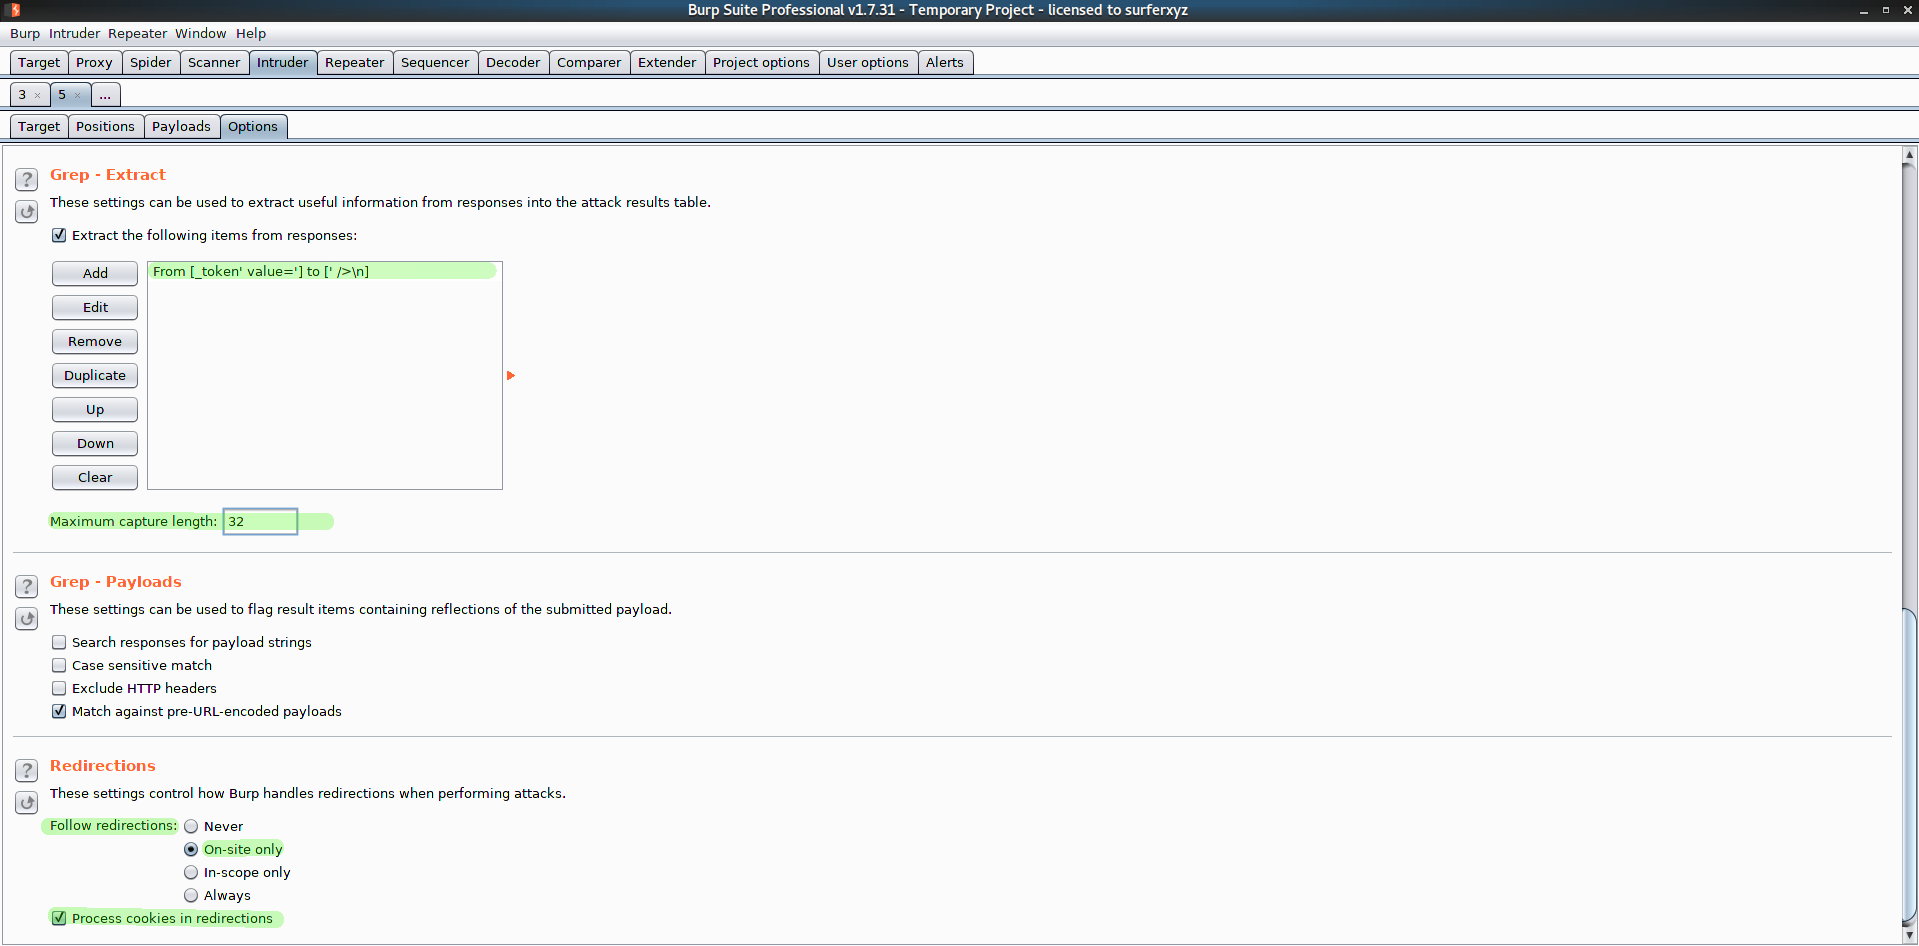 Burp Suite Professional v1.7.31 - Temporary Project - licensed to surferxyz
Burp Intruder Repeater Window Help
Target Proxy Spider Scanner Intruder Repeater Sequencer Decoder Comparer Extender Project options User options Alerts
3 × 5 × ...
Target Positions Payloads Options
? Grep - Extract
These settings can be used to extract useful information from responses into the attack results table.
Extract the following items from responses:
Add From [_token' value='] to [' />\n]
Edit
Remove
Duplicate
Up
Down
Clear
Maximum capture length: 32
? Grep - Payloads
These settings can be used to flag result items containing reflections of the submitted payload.
Search responses for payload strings
Case sensitive match
Exclude HTTP headers
Match against pre-URL-encoded payloads
? Redirections
These settings control how Burp handles redirections when performing attacks.
Follow redirections: Never
On-site only
In-scope only
Always
Process cookies in redirections